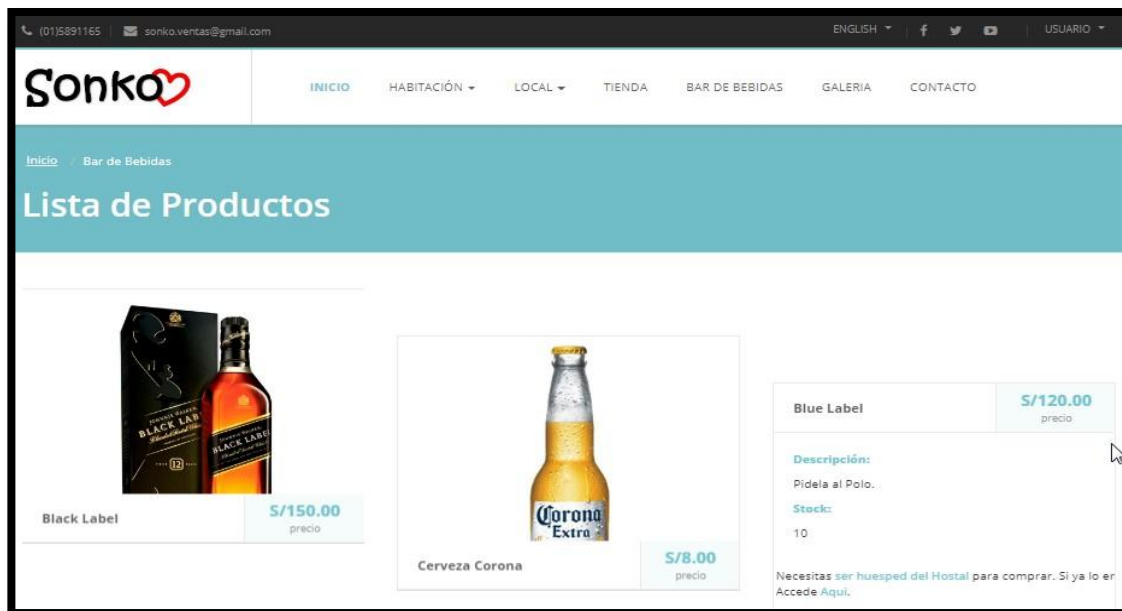 (01)5891165 sonko.ventas@gmail.com ENGLISH USUARIO
Sonko
INICIO HABITACIÓN LOCAL TIENDA BAR DE BEBIDAS GALERIA CONTACTO
Inicio / Bar de Bebidas
Lista de Productos
JOHNNIE WALKER
BLACK LABEL
12
BLACK LABEL
Black Label
S/150.00
precio
Corona
Extra
Cerveza Corona
S/8.00
precio
Blue Label
S/120.00
precio
Descripción:
Pidela al Polo.
Stock:
10
Necesitas ser huesped del Hostal para comprar. Si ya lo er
Accede Aquí.